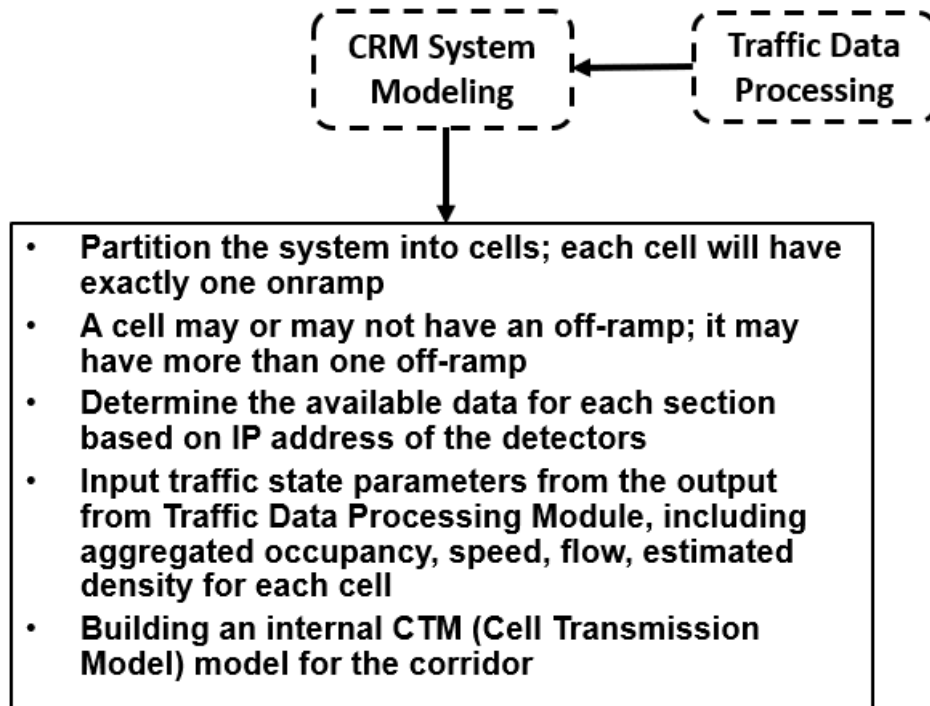 CRM System
Modeling
Traffic Data
Processing
• Partition the system into cells; each cell will have
exactly one onramp
• A cell may or may not have an off-ramp; it may
have more than one off-ramp
• Determine the available data for each section
based on IP address of the detectors
• Input traffic state parameters from the output
from Traffic Data Processing Module, including
aggregated occupancy, speed, flow, estimated
density for each cell
• Building an internal CTM (Cell Transmission
Model) model for the corridor